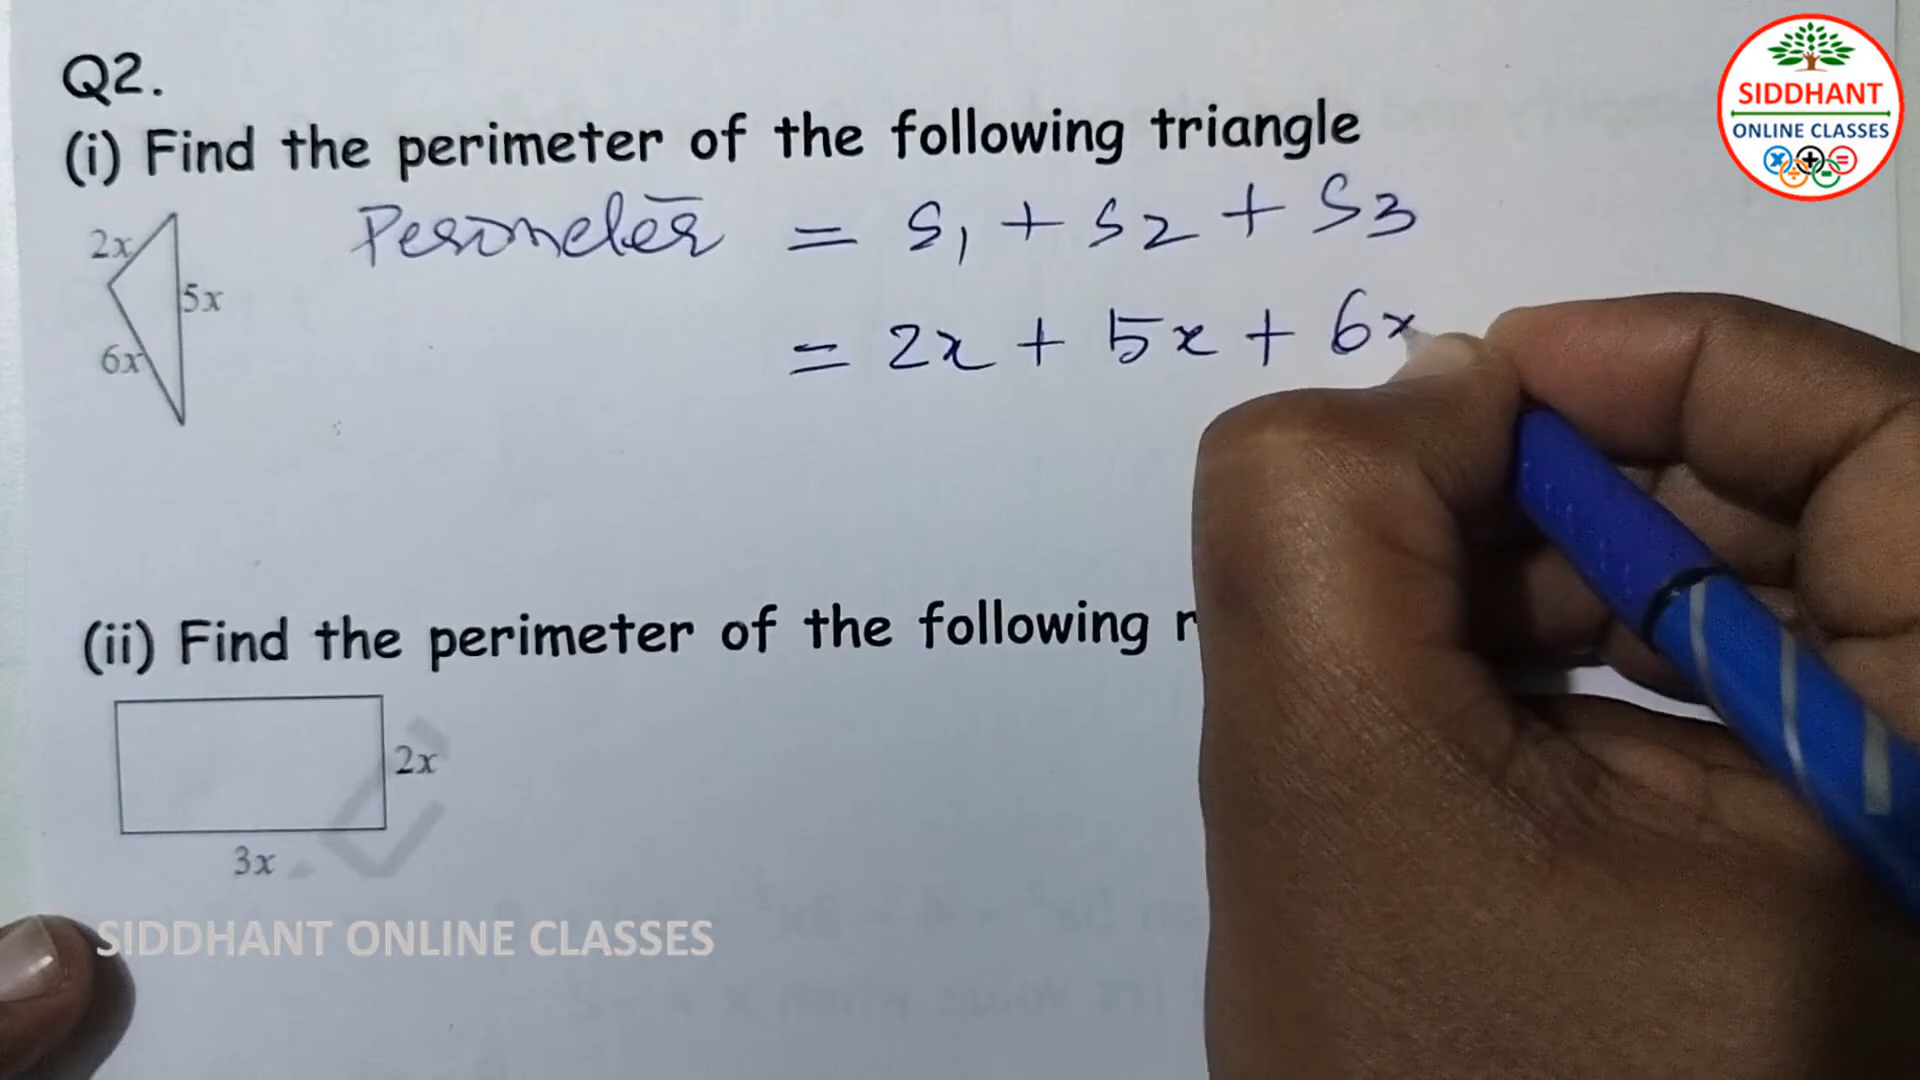 Q2.
(i) Find the perimeter of the following triangle
Perimeter = S1 + S2 + S3
2x
5x
6x
= 2x + 5x + 6x
(ii) Find the perimeter of the following r
2x
3x
SIDDHANT ONLINE CLASSES
SIDDHANT
ONLINE CLASSES